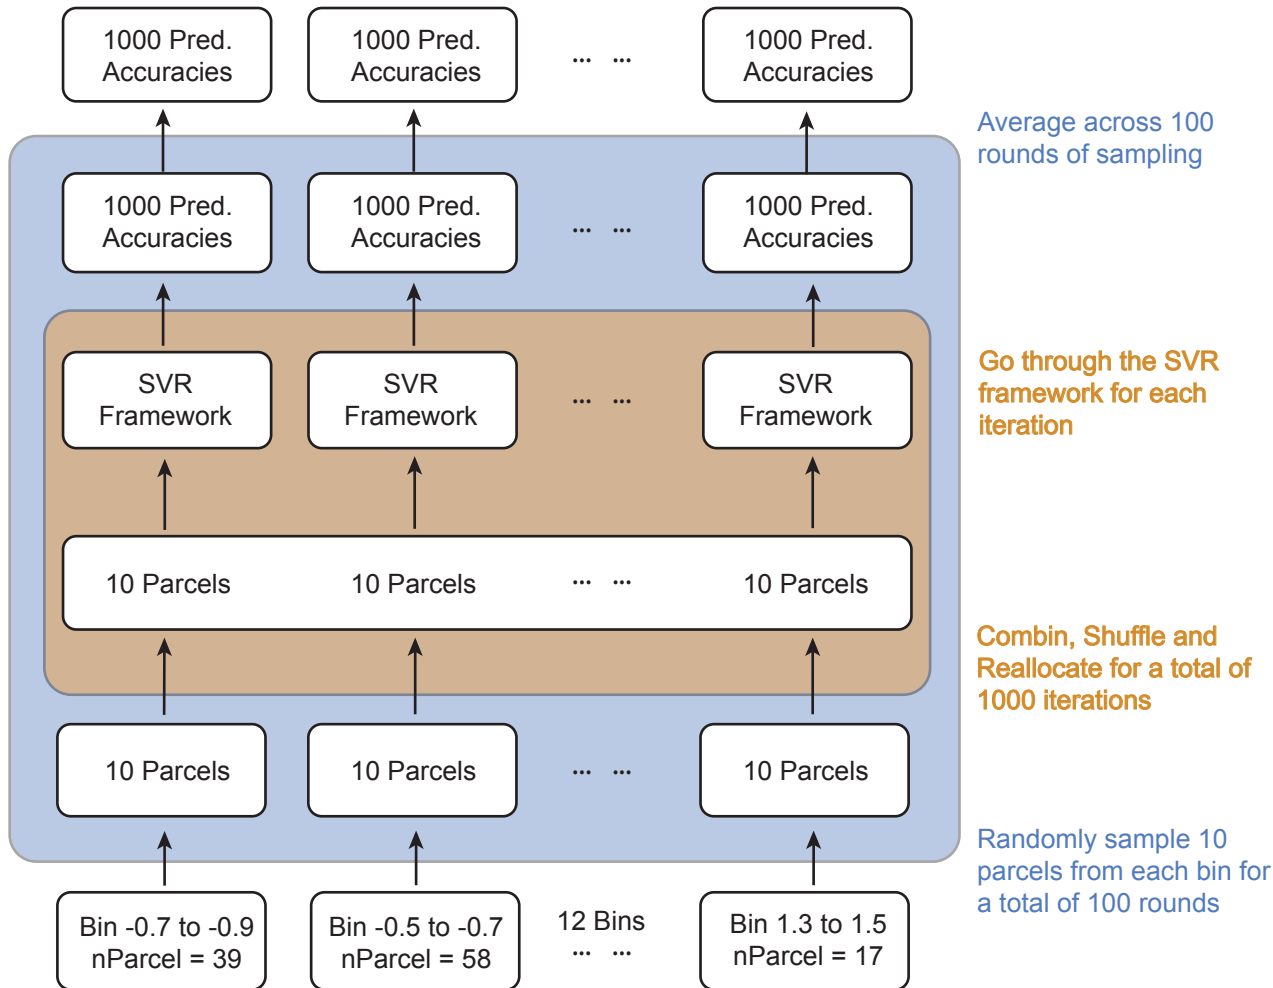 1000 Pred.
Accuracies
1000 Pred.
Accuracies
... ...
1000 Pred.
Accuracies
Average across 100
rounds of sampling
1000 Pred.
Accuracies
1000 Pred.
Accuracies
... ...
1000 Pred.
Accuracies
SVR
Framework
SVR
Framework
... ...
SVR
Framework
Go through the SVR
framework for each
iteration
10 Parcels
10 Parcels
... ...
10 Parcels
Combin, Shuffle and
Reallocate for a total of
1000 iterations
10 Parcels
10 Parcels
... ...
10 Parcels
Randomly sample 10
parcels from each bin for
a total of 100 rounds
Bin -0.7 to -0.9
nParcel = 39
Bin -0.5 to -0.7
nParcel = 58
12 Bins
... ...
Bin 1.3 to 1.5
nParcel = 17